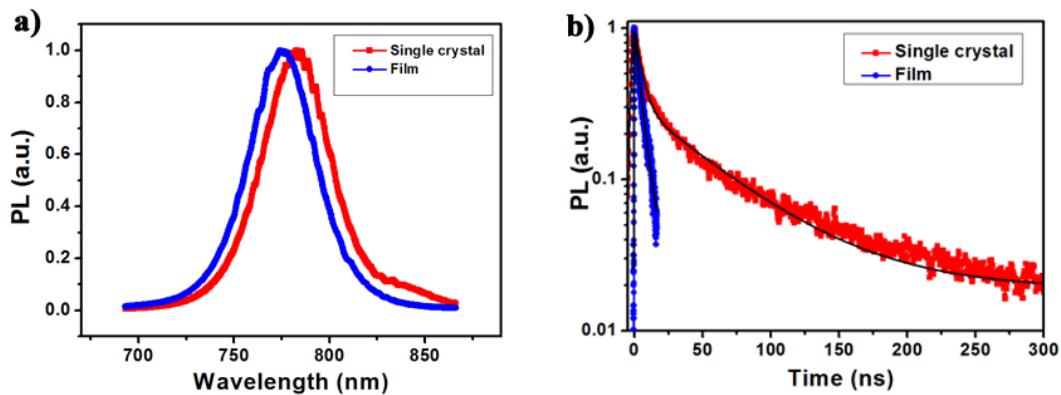 a)
Single crystal
Film
1.0
0.8
0.6
0.4
0.2
0.0
PL (a.u.)
700 750 800 850
Wavelength (nm)
b)
Single crystal
Film
1
0.1
0.01
PL (a.u.)
0 50 100 150 200 250 300
Time (ns)